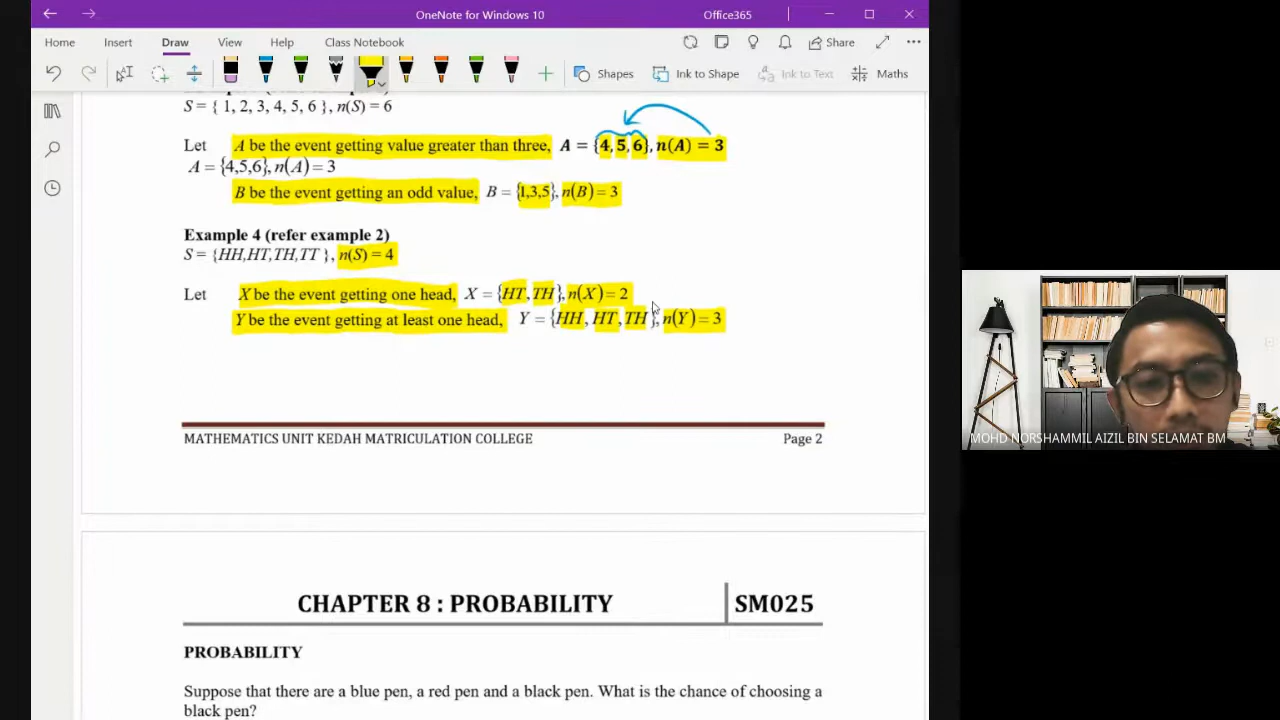 OneNote for Windows 10
Office365
Home Insert Draw View Help Class Notebook
Share
Shapes
Ink to Shape
Ink to Text
Maths
S = { 1, 2, 3, 4, 5, 6 }, n(S) = 6
Let A be the event getting value greater than three, A = {4, 5, 6}, n(A) = 3
A = {4,5,6}, n(A) = 3
B be the event getting an odd value, B = {1,3,5}, n(B) = 3
Example 4 (refer example 2)
S = {HH,HT,TH,TT }, n(S) = 4
Let X be the event getting one head, X = {HT, TH}, n(X) = 2
Y be the event getting at least one head, Y = {HH, HT, TH}, n(Y) = 3
MATHEMATICS UNIT KEDAH MATRICULATION COLLEGE Page 2
CHAPTER 8 : PROBABILITY SM025
PROBABILITY
Suppose that there are a blue pen, a red pen and a black pen. What is the chance of choosing a
black pen?
MOHD NORSHAMMIL AIZIL BIN SELAMAT BM